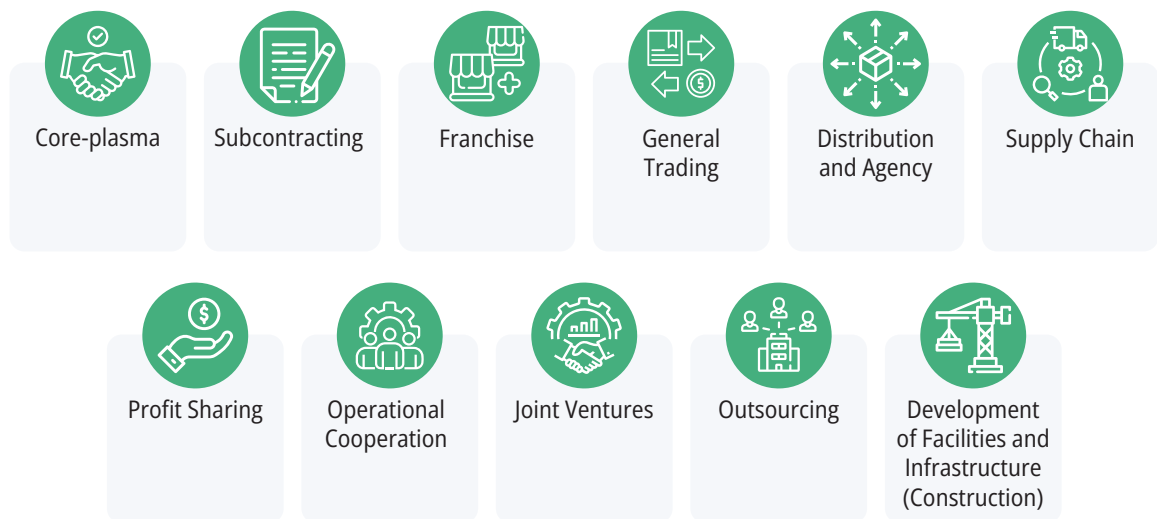 Core-plasma
Subcontracting
Franchise
General
Trading
Distribution
and Agency
Supply Chain
Profit Sharing
Operational
Cooperation
Joint Ventures
Outsourcing
Development
of Facilities and
Infrastructure
(Construction)